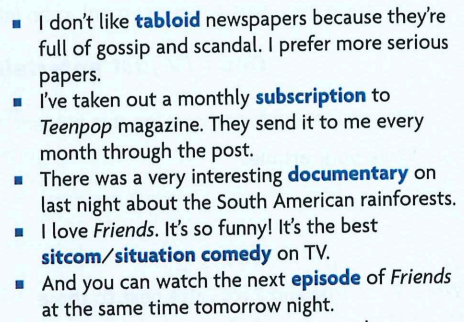 ▪ I don't like tabloid newspapers because they're
full of gossip and scandal. I prefer more serious
papers.
▪ I've taken out a monthly subscription to
Teenpop magazine. They send it to me every
month through the post.
▪ There was a very interesting documentary on
last night about the South American rainforests.
▪ I love Friends. It's so funny! It's the best
sitcom/situation comedy on TV.
▪ And you can watch the next episode of Friends
at the same time tomorrow night.